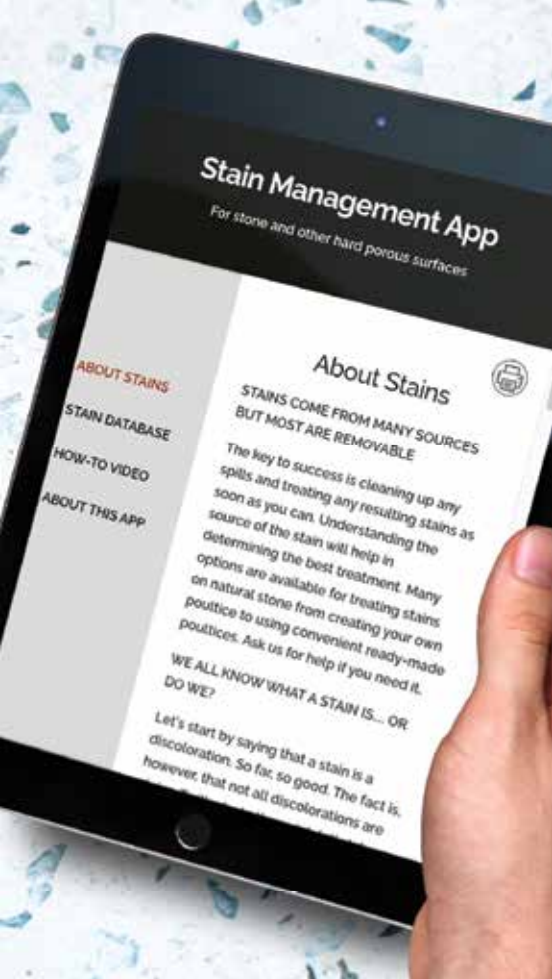 Stain Management App
For stone and other hard porous surfaces
ABOUT STAINS
STAIN DATABASE
HOW-TO VIDEO
ABOUT THIS APP
About Stains
STAINS COME FROM MANY SOURCES
BUT MOST ARE REMOVABLE
The key to success is cleaning up any
spills and treating any resulting stains as
soon as you can. Understanding the
source of the stain will help in
determining the best treatment. Many
options are available for treating stains
on natural stone from creating your own
poultice to using convenient ready-made
poultices. Ask us for help if you need it.
WE ALL KNOW WHAT A STAIN IS... OR
DO WE?
Let's start by saying that a stain is a
discoloration. So far, so good. The fact is,
however, that not all discolorations are